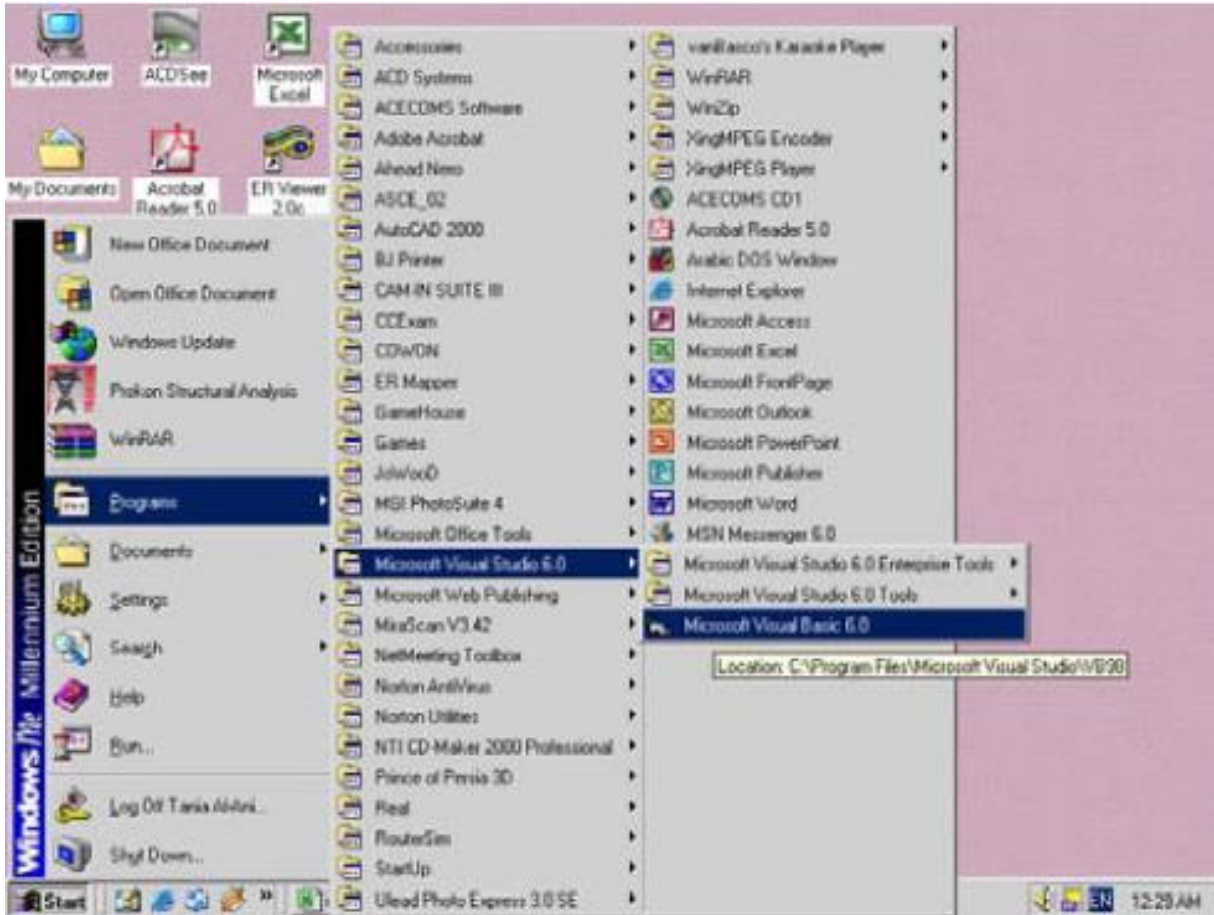 My Computer
ACDSee
Microsoft
Excel
My Documents
Acrobat
Reader 5.0
ER Viewer
2.0c
Windows Me Millennium Edition
New Office Document
Open Office Document
Windows Update
Prokon Structural Analysis
WinRAR
Programs
Documents
Settings
Search
Help
Run...
Log Off Tania Al-Ani...
Shut Down...
Accessories
ACD Systems
ACECOMS Software
Adobe Acrobat
Ahead Nero
ASCE_02
AutoCAD 2000
BJ Printer
CAM-IN SUITE III
CCExam
COWON
ER Mapper
GameHouse
Games
JoWooD
MGI PhotoSuite 4
Microsoft Office Tools
Microsoft Visual Studio 6.0
Microsoft Web Publishing
MiraScan V3.42
NetMeeting Toolbox
Norton AntiVirus
Norton Utilities
NTI CD-Maker 2000 Professional
Prince of Persia 3D
Real
RouterSim
StartUp
Ulead Photo Express 3.0 SE
vanBasco's Karaoke Player
WinRAR
WinZip
XingMPEG Encoder
XingMPEG Player
ACECOMS CD1
Acrobat Reader 5.0
Arabic DOS Window
Internet Explorer
Microsoft Access
Microsoft Excel
Microsoft FrontPage
Microsoft Outlook
Microsoft PowerPoint
Microsoft Publisher
Microsoft Word
MSN Messenger 6.0
Microsoft Visual Studio 6.0 Enterprise Tools
Microsoft Visual Studio 6.0 Tools
Microsoft Visual Basic 6.0
Location: C:\Program Files\Microsoft Visual Studio\VB98
Start
»
EN
12:29 AM